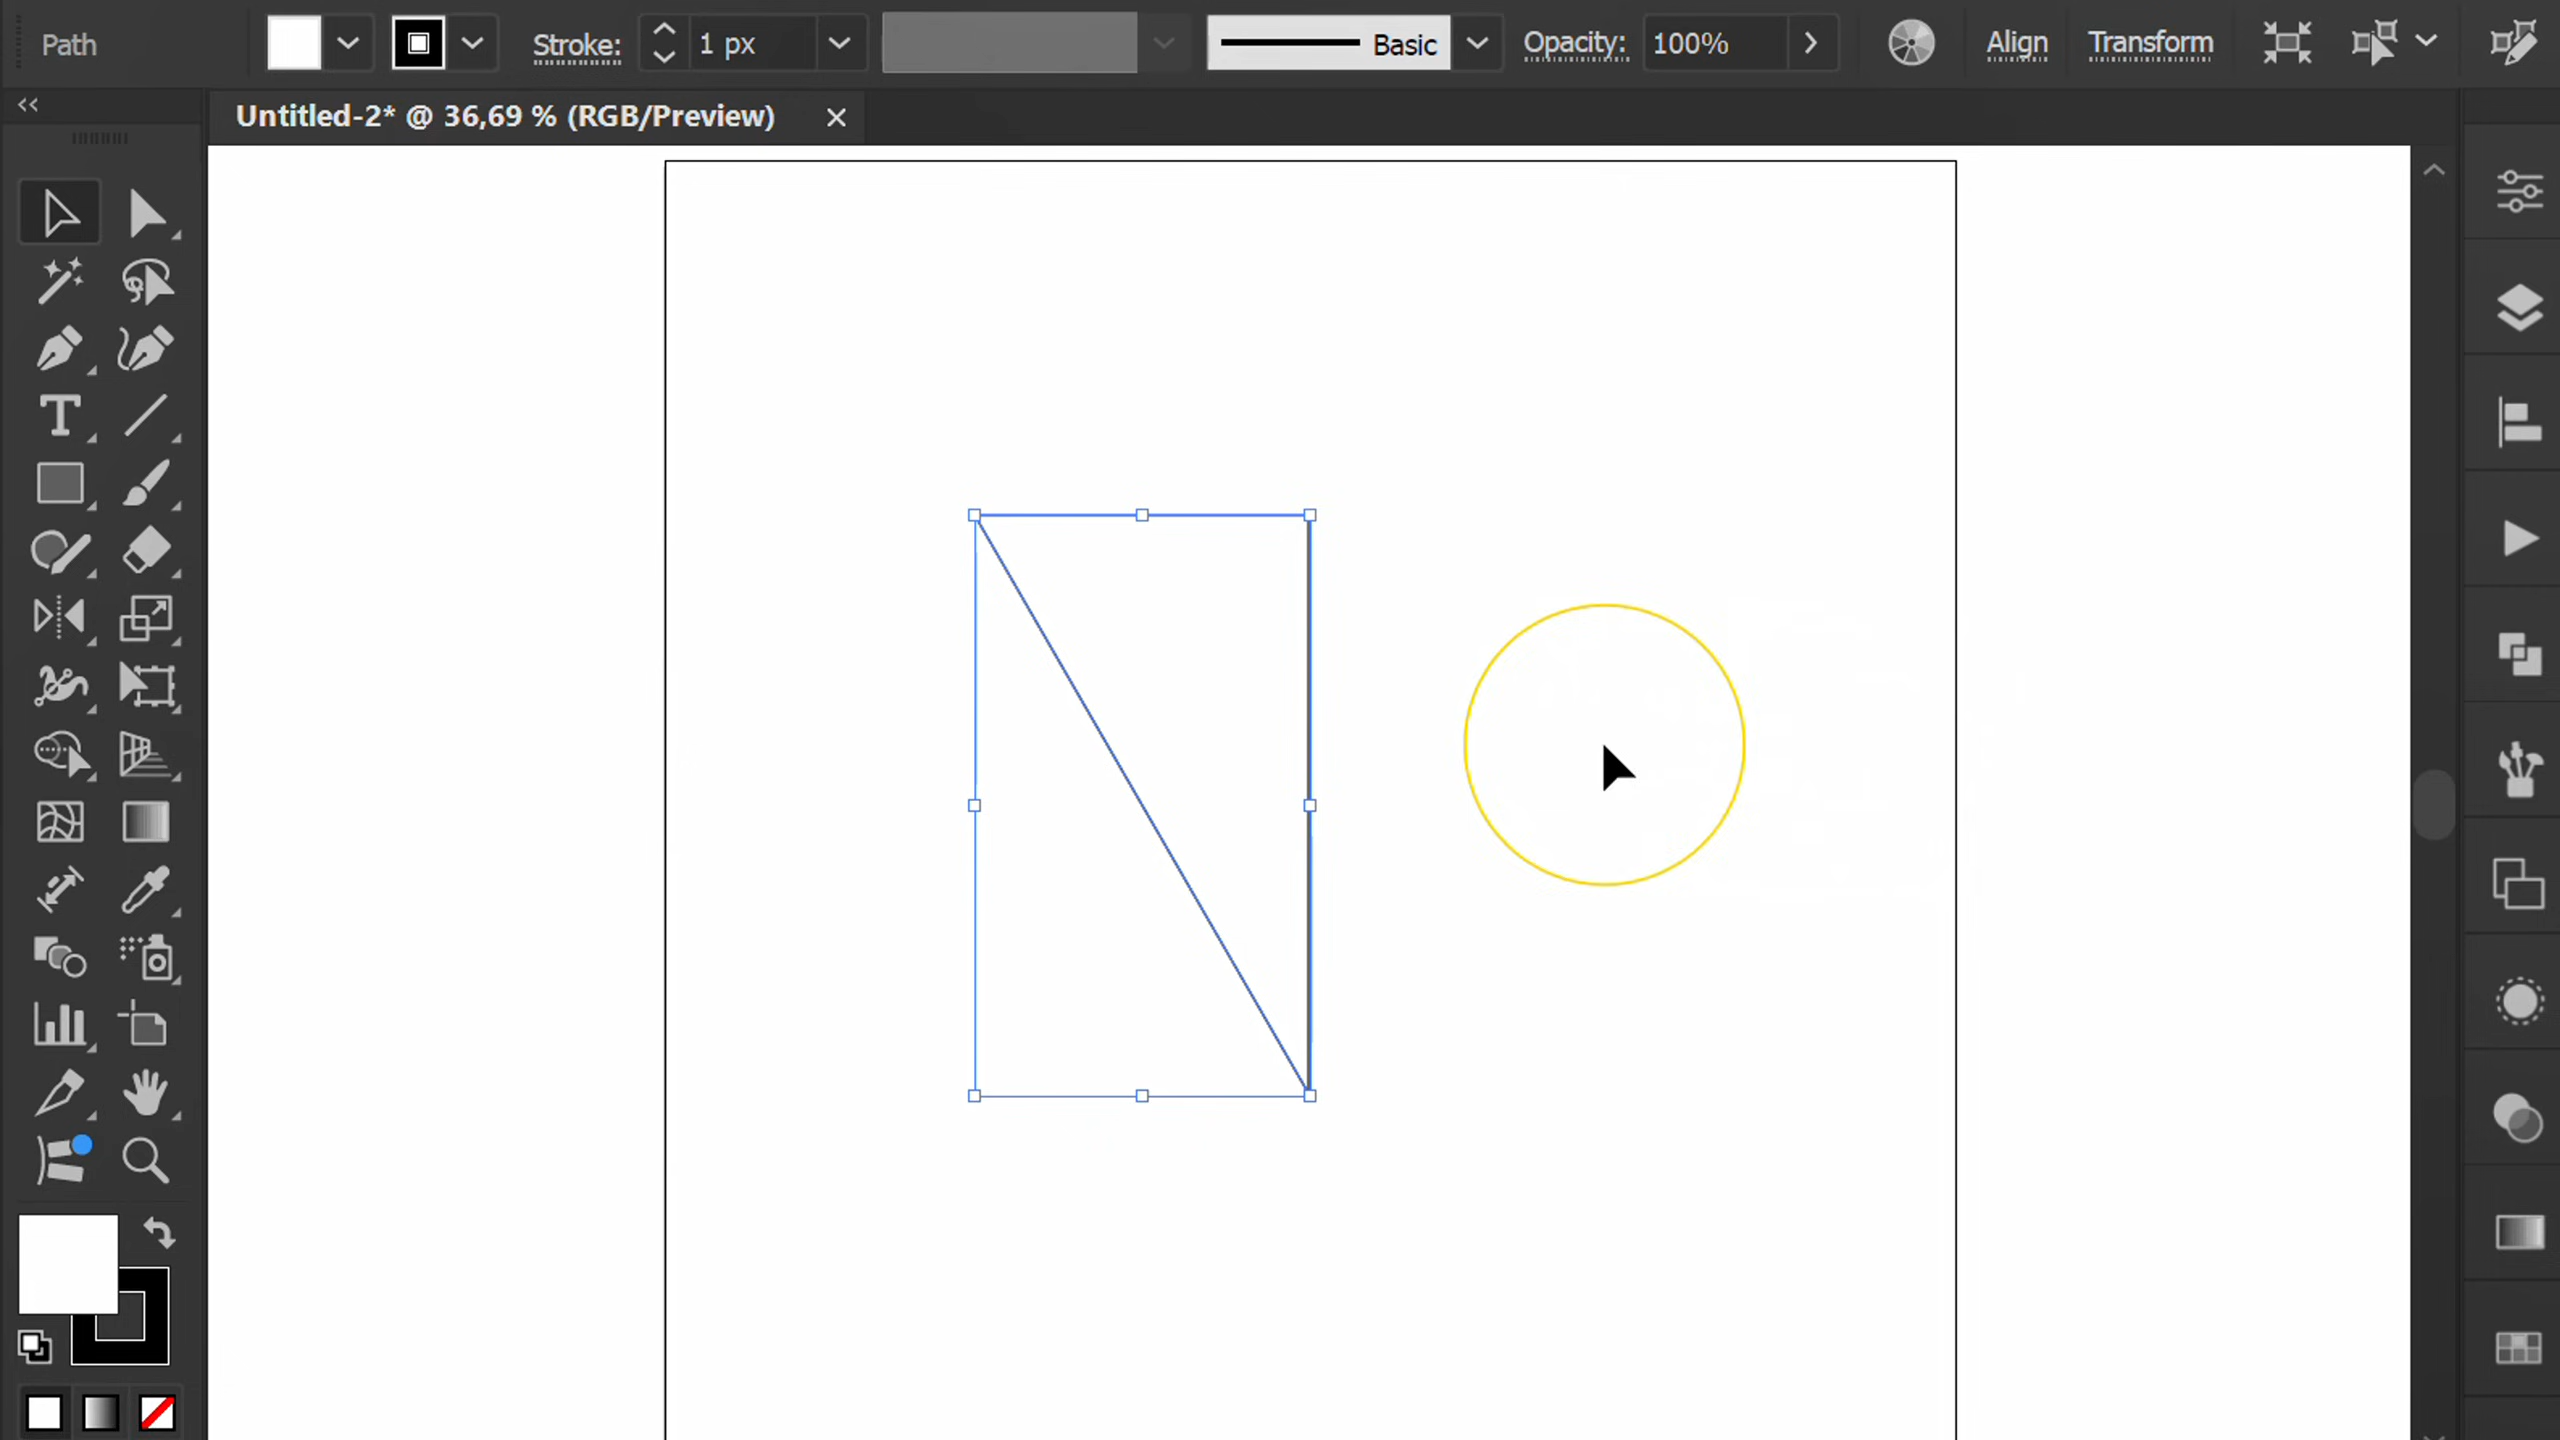 Path Stroke: 1 px Basic Opacity: 100% Align Transform
Untitled-2* @ 36,69 % (RGB/Preview)